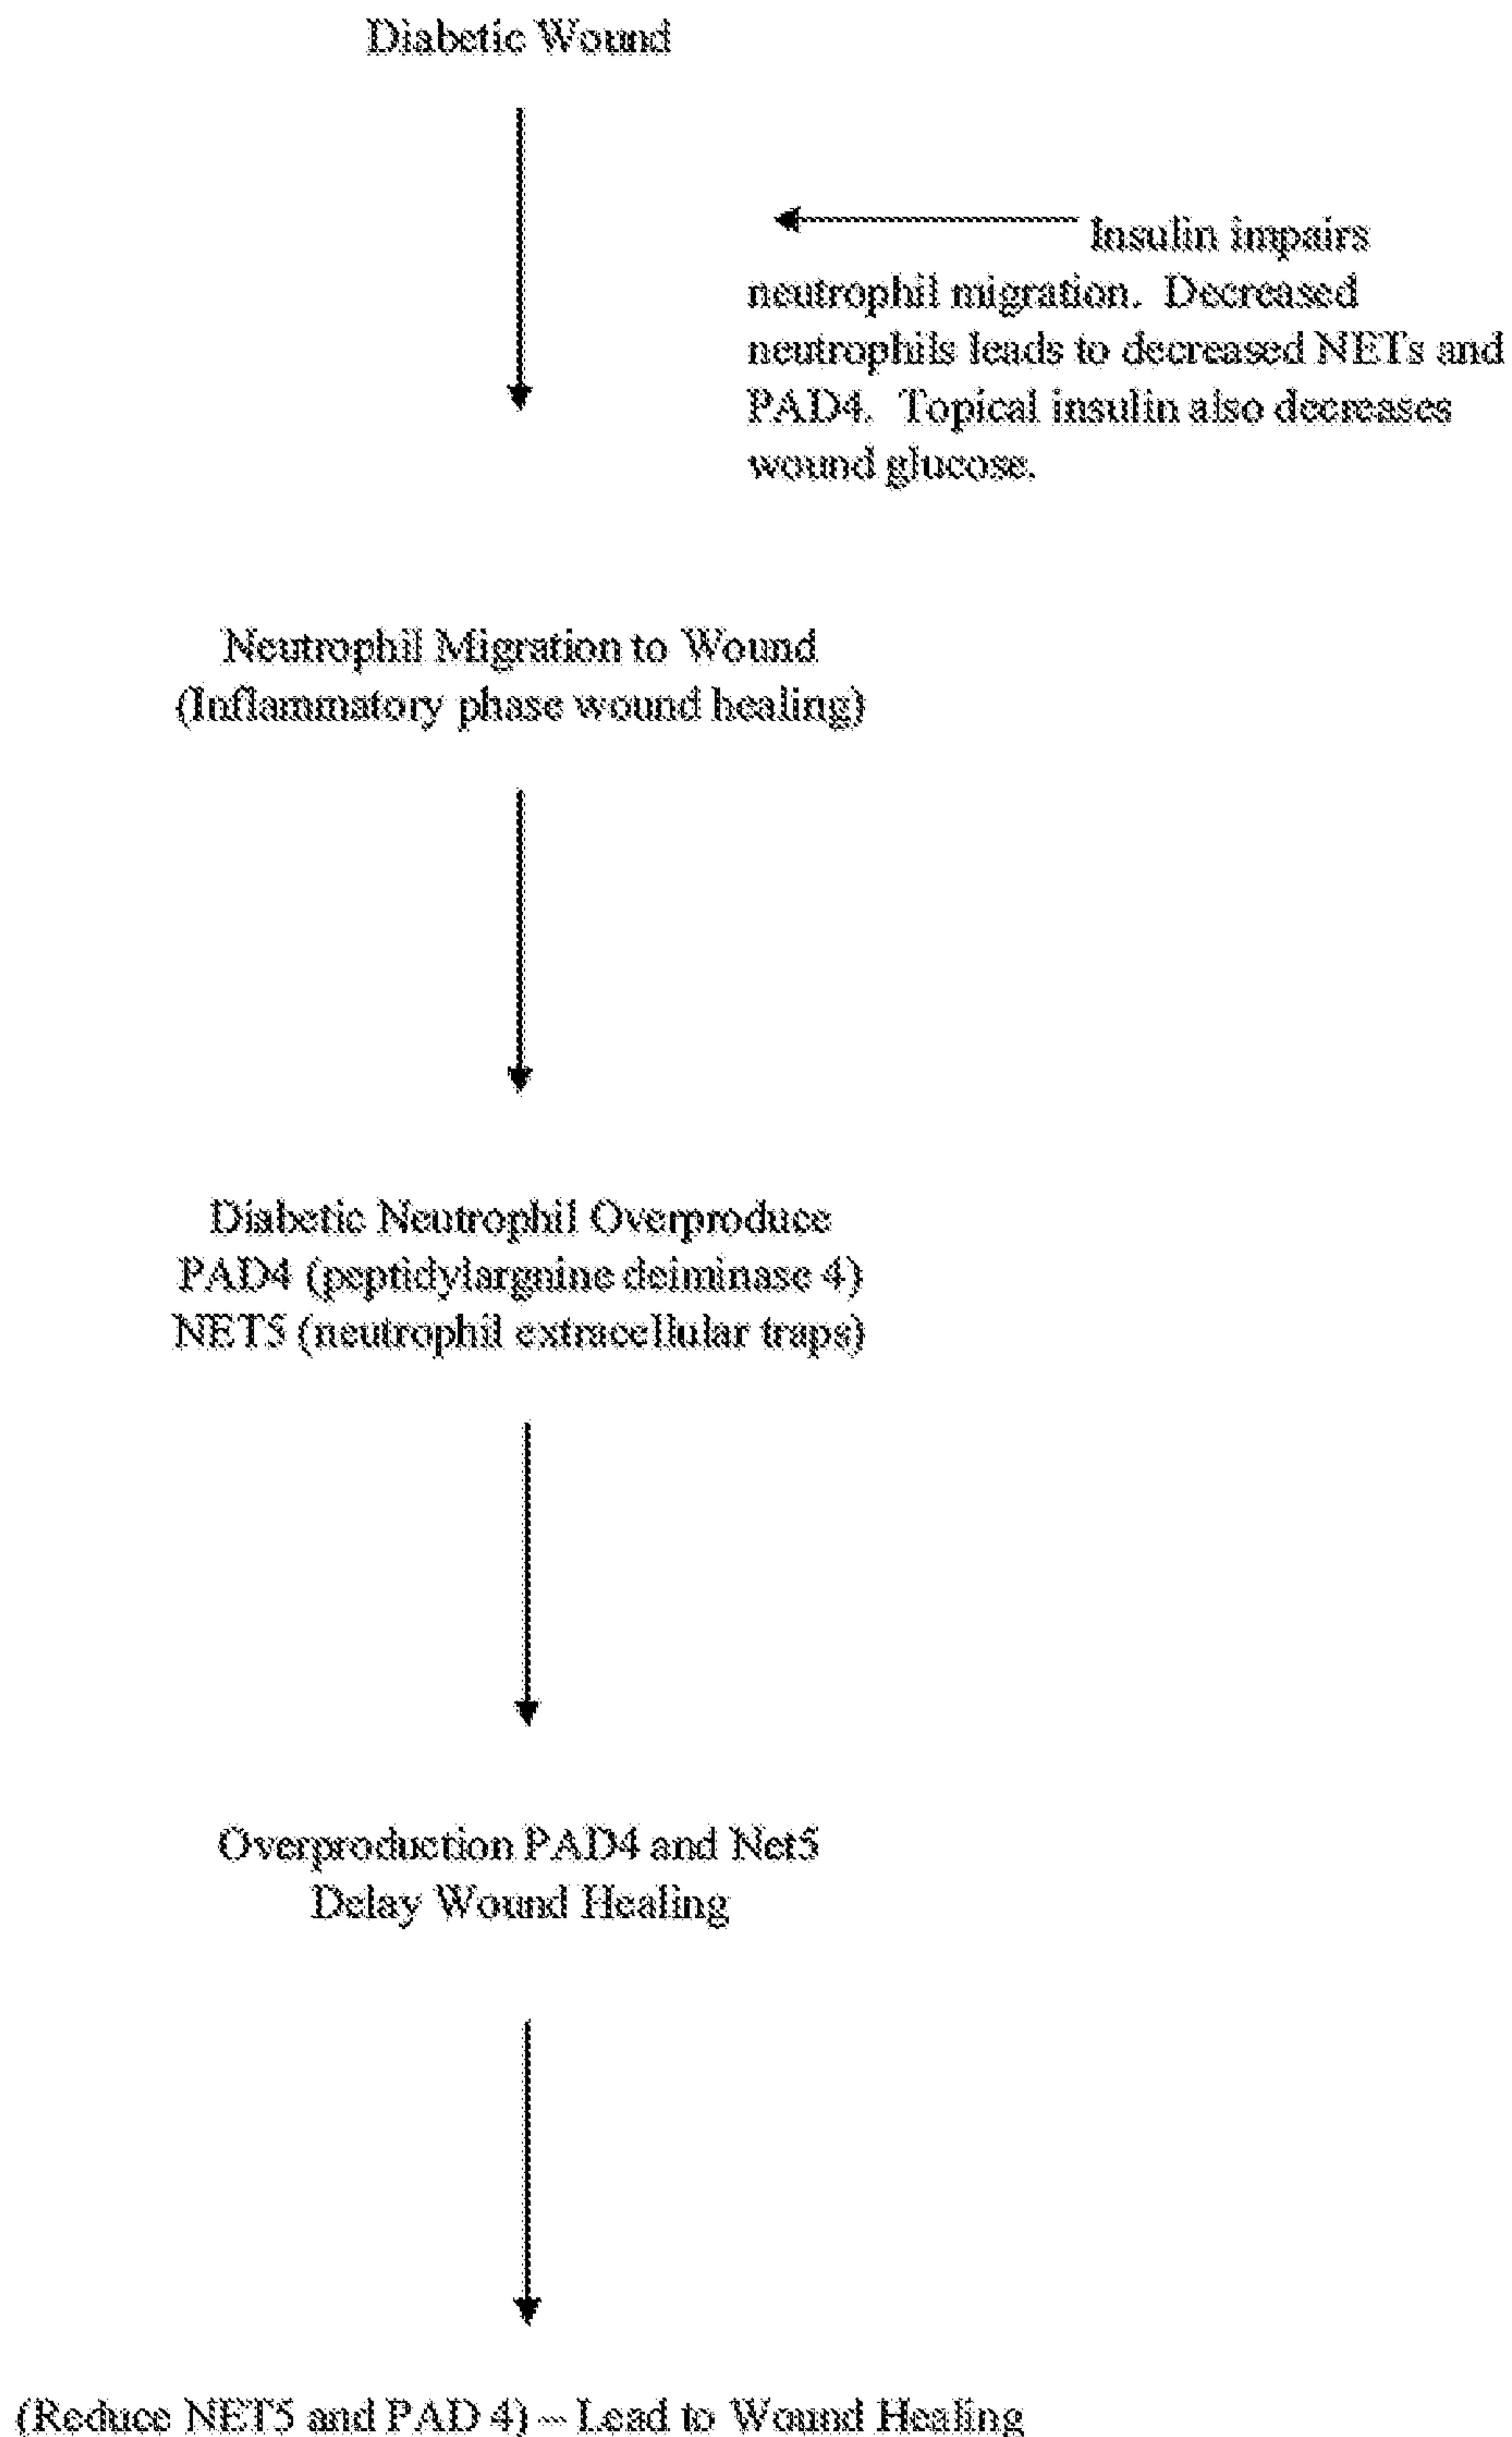 Diabetic Wound
Insulin impairs
neutrophil migration. Decreased
neutrophils leads to decreased NETs and
PAD4. Topical insulin also decreases
wound glucose.
Neutrophil Migration to Wound
(Inflammatory phase wound healing)
Diabetic Neutrophil Overproduce
PAD4 (peptidylargnine deiminase 4)
NET5 (neutrophil extracellular traps)
Overproduction PAD4 and Net5
Delay Wound Healing
(Reduce NET5 and PAD 4) -- Lead to Wound Healing